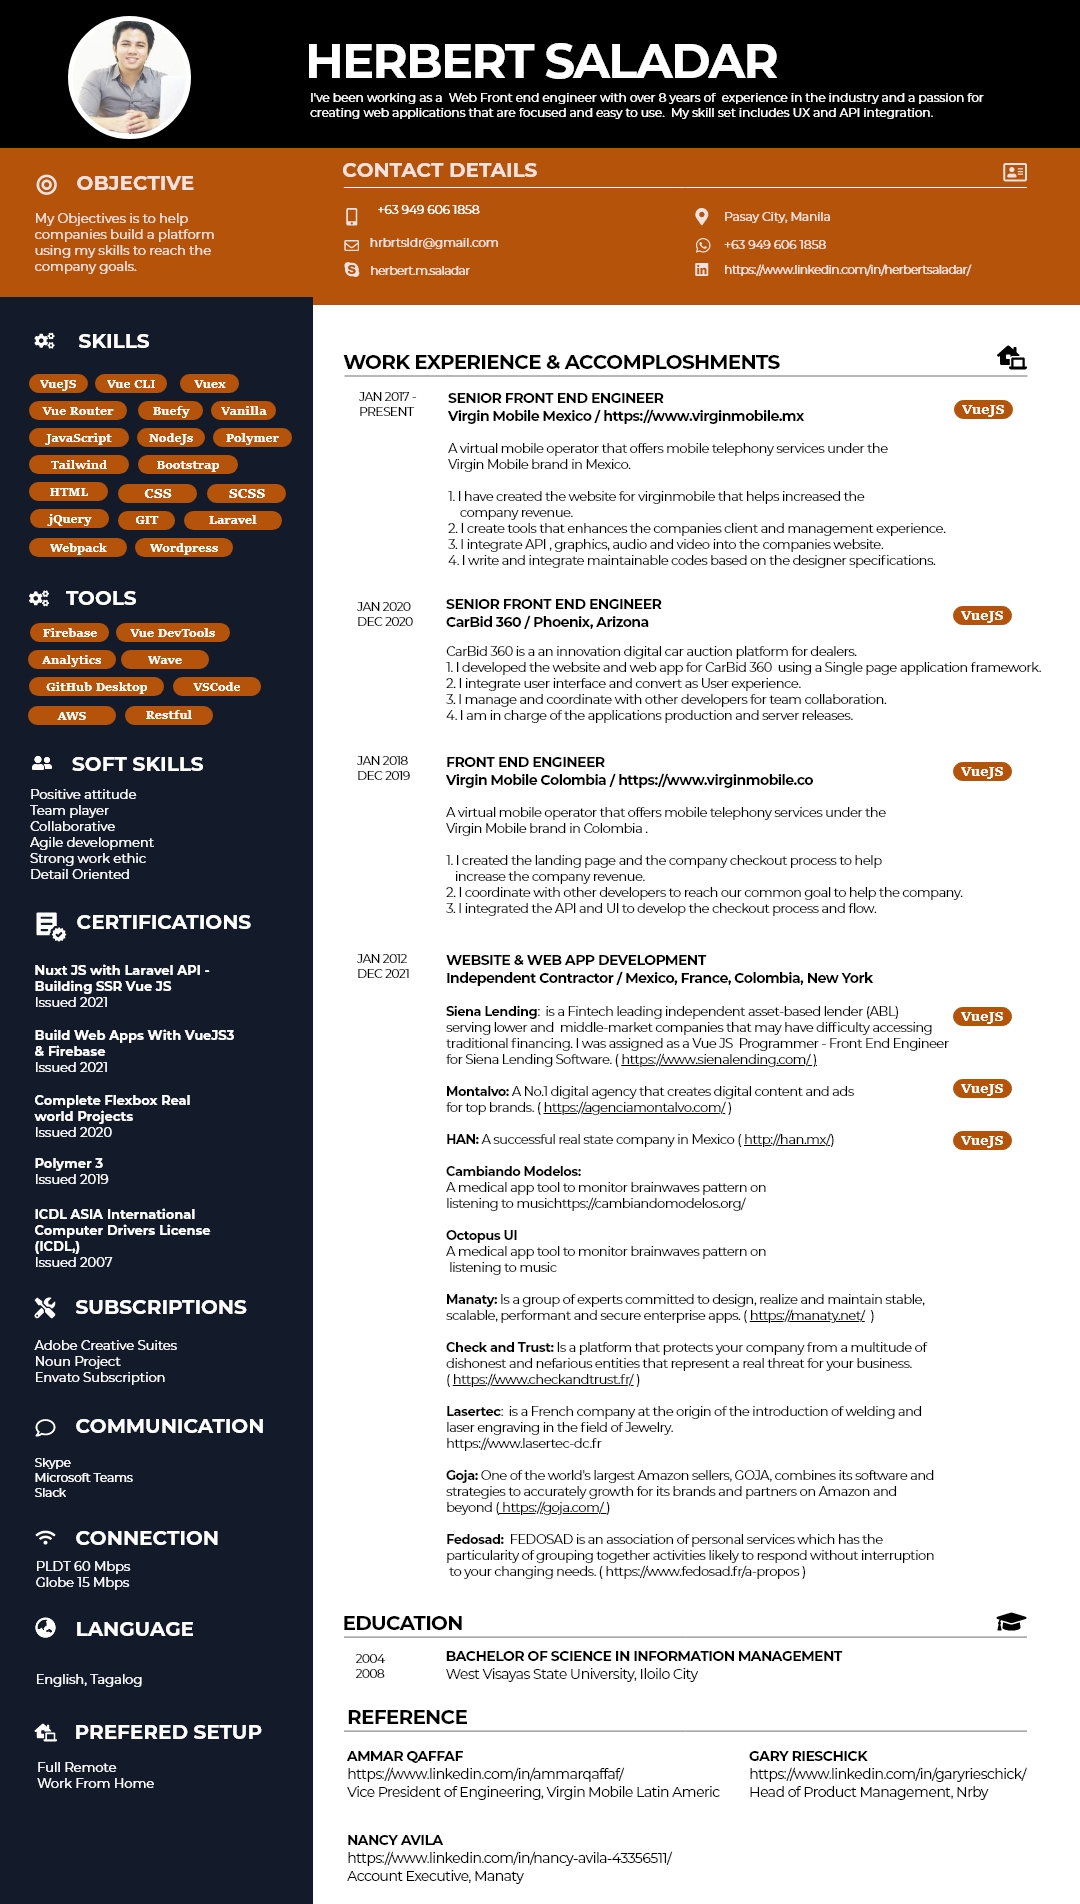 HERBERT SALADAR
I've been working as a Web Front end engineer with over 8 years of experience in the industry and a passion for
creating web applications that are focused and easy to use. My skill set includes UX and API integration.
OBJECTIVE
My Objectives is to help
companies build a platform
using my skills to reach the
company goals.
CONTACT DETAILS
+63 949 606 1858
hrbrtsldr@gmail.com
herbert.m.saladar
Pasay City, Manila
+63 949 606 1858
https://www.linkedin.com/in/herbertsaladar/
SKILLS
VueJS Vue CLI Vuex
Vue Router Buefy Vanilla
JavaScript NodeJs Polymer
Tailwind Bootstrap
HTML CSS SCSS
jQuery GIT Laravel
Webpack Wordpress
TOOLS
Firebase Vue DevTools
Analytics Wave
GitHub Desktop VSCode
AWS Restful
SOFT SKILLS
Positive attitude
Team player
Collaborative
Agile development
Strong work ethic
Detail Oriented
CERTIFICATIONS
Nuxt JS with Laravel API -
Building SSR Vue JS
Issued 2021
Build Web Apps With VueJS3
& Firebase
Issued 2021
Complete Flexbox Real
world Projects
Issued 2020
Polymer 3
Issued 2019
ICDL ASIA International
Computer Drivers License
(ICDL,)
Issued 2007
SUBSCRIPTIONS
Adobe Creative Suites
Noun Project
Envato Subscription
COMMUNICATION
Skype
Microsoft Teams
Slack
CONNECTION
PLDT 60 Mbps
Globe 15 Mbps
LANGUAGE
English, Tagalog
PREFERED SETUP
Full Remote
Work From Home
WORK EXPERIENCE & ACCOMPLOSHMENTS
JAN 2017 -
PRESENT
SENIOR FRONT END ENGINEER
Virgin Mobile Mexico / https://www.virginmobile.mx
VueJS
A virtual mobile operator that offers mobile telephony services under the
Virgin Mobile brand in Mexico.
1. I have created the website for virginmobile that helps increased the
company revenue.
2. I create tools that enhances the companies client and management experience.
3. I integrate API , graphics, audio and video into the companies website.
4. I write and integrate maintainable codes based on the designer specifications.
JAN 2020
DEC 2020
SENIOR FRONT END ENGINEER
CarBid 360 / Phoenix, Arizona
VueJS
CarBid 360 is a an innovation digital car auction platform for dealers.
1. I developed the website and web app for CarBid 360 using a Single page application framework.
2. I integrate user interface and convert as User experience.
3. I manage and coordinate with other developers for team collaboration.
4. I am in charge of the applications production and server releases.
JAN 2018
DEC 2019
FRONT END ENGINEER
Virgin Mobile Colombia / https://www.virginmobile.co
VueJS
A virtual mobile operator that offers mobile telephony services under the
Virgin Mobile brand in Colombia .
1. I created the landing page and the company checkout process to help
increase the company revenue.
2. I coordinate with other developers to reach our common goal to help the company.
3. I integrated the API and UI to develop the checkout process and flow.
JAN 2012
DEC 2021
WEBSITE & WEB APP DEVELOPMENT
Independent Contractor / Mexico, France, Colombia, New York
Siena Lending: is a Fintech leading independent asset-based lender (ABL)
serving lower and middle-market companies that may have difficulty accessing
traditional financing. I was assigned as a Vue JS Programmer - Front End Engineer
for Siena Lending Software. ( https://www.sienalending.com/ )
VueJS
Montalvo: A No.1 digital agency that creates digital content and ads
for top brands. ( https://agenciamontalvo.com/ )
VueJS
HAN: A successful real state company in Mexico ( http://han.mx/)
VueJS
Cambiando Modelos:
A medical app tool to monitor brainwaves pattern on
listening to musichttps://cambiandomodelos.org/
Octopus UI
A medical app tool to monitor brainwaves pattern on
listening to music
Manaty: Is a group of experts committed to design, realize and maintain stable,
scalable, performant and secure enterprise apps. ( https://manaty.net/ )
Check and Trust: Is a platform that protects your company from a multitude of
dishonest and nefarious entities that represent a real threat for your business.
( https://www.checkandtrust.fr/ )
Lasertec: is a French company at the origin of the introduction of welding and
laser engraving in the field of Jewelry.
https://www.lasertec-dc.fr
Goja: One of the world's largest Amazon sellers, GOJA, combines its software and
strategies to accurately growth for its brands and partners on Amazon and
beyond ( https://goja.com/ )
Fedosad: FEDOSAD is an association of personal services which has the
particularity of grouping together activities likely to respond without interruption
to your changing needs. ( https://www.fedosad.fr/a-propos )
EDUCATION
2004
2008
BACHELOR OF SCIENCE IN INFORMATION MANAGEMENT
West Visayas State University, Iloilo City
REFERENCE
AMMAR QAFFAF
https://www.linkedin.com/in/ammarqaffaf/
Vice President of Engineering, Virgin Mobile Latin Americ
GARY RIESCHICK
https://www.linkedin.com/in/garyrieschick/
Head of Product Management, Nrby
NANCY AVILA
https://www.linkedin.com/in/nancy-avila-43356511/
Account Executive, Manaty